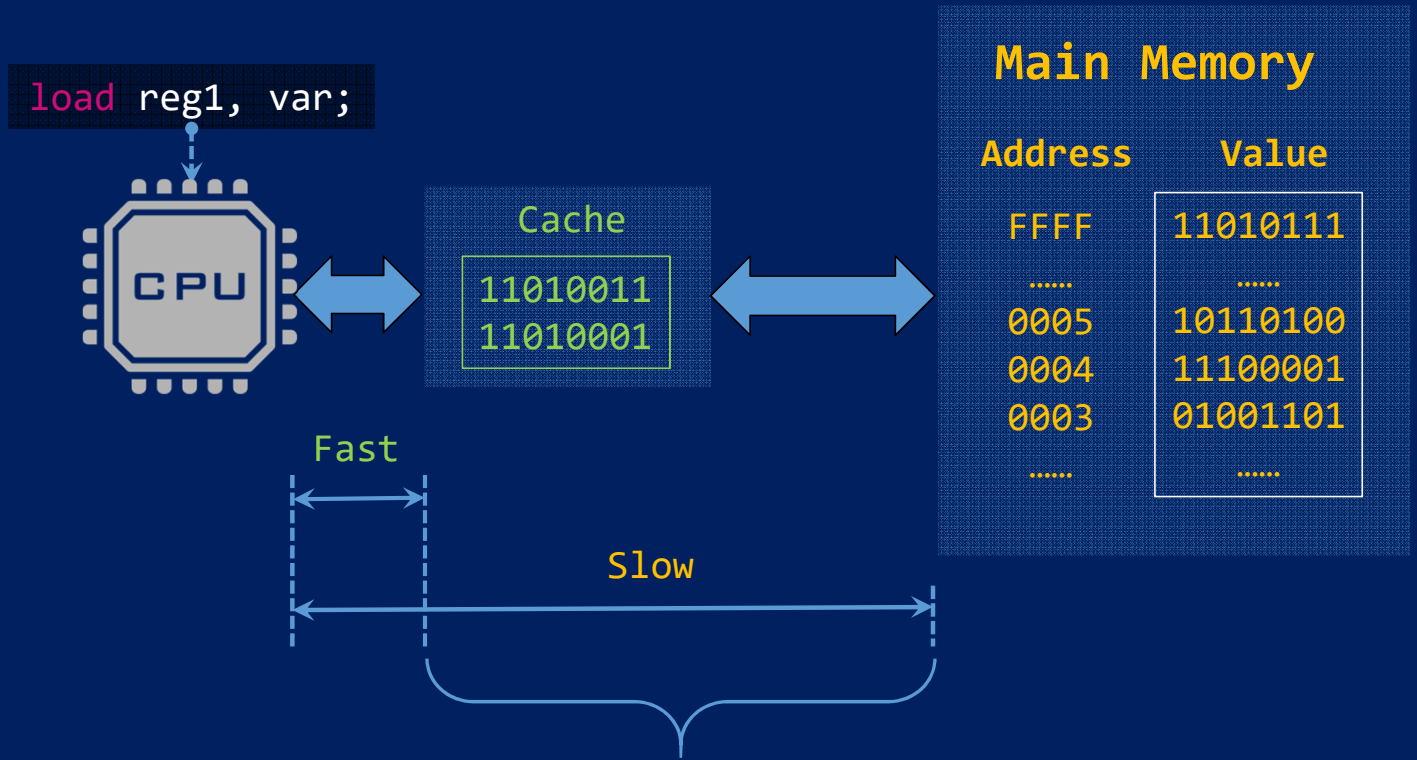 load reg1, var;
CPU
Cache
11010011
11010001
Fast
Slow
Main Memory
Address Value
FFFF 11010111
…… ……
0005 10110100
0004 11100001
0003 01001101
…… ……